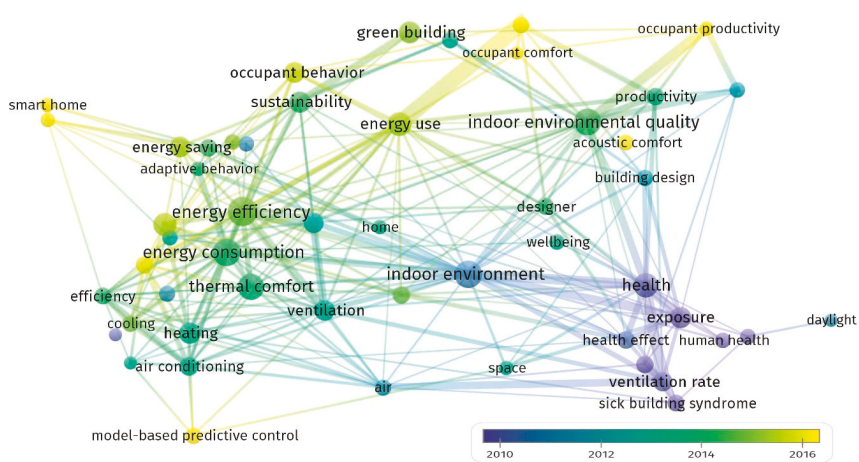 green building
occupant productivity
occupant comfort
occupant behavior
smart home
sustainability
productivity
energy use
indoor environmental quality
acoustic comfort
energy saving
adaptive behavior
building design
energy efficiency
designer
home
wellbeing
energy consumption
indoor environment
thermal comfort
health
efficiency
ventilation
exposure
daylight
cooling
heating
health effect
human health
air conditioning
space
air
ventilation rate
sick building syndrome
model-based predictive control
2010 2012 2014 2016